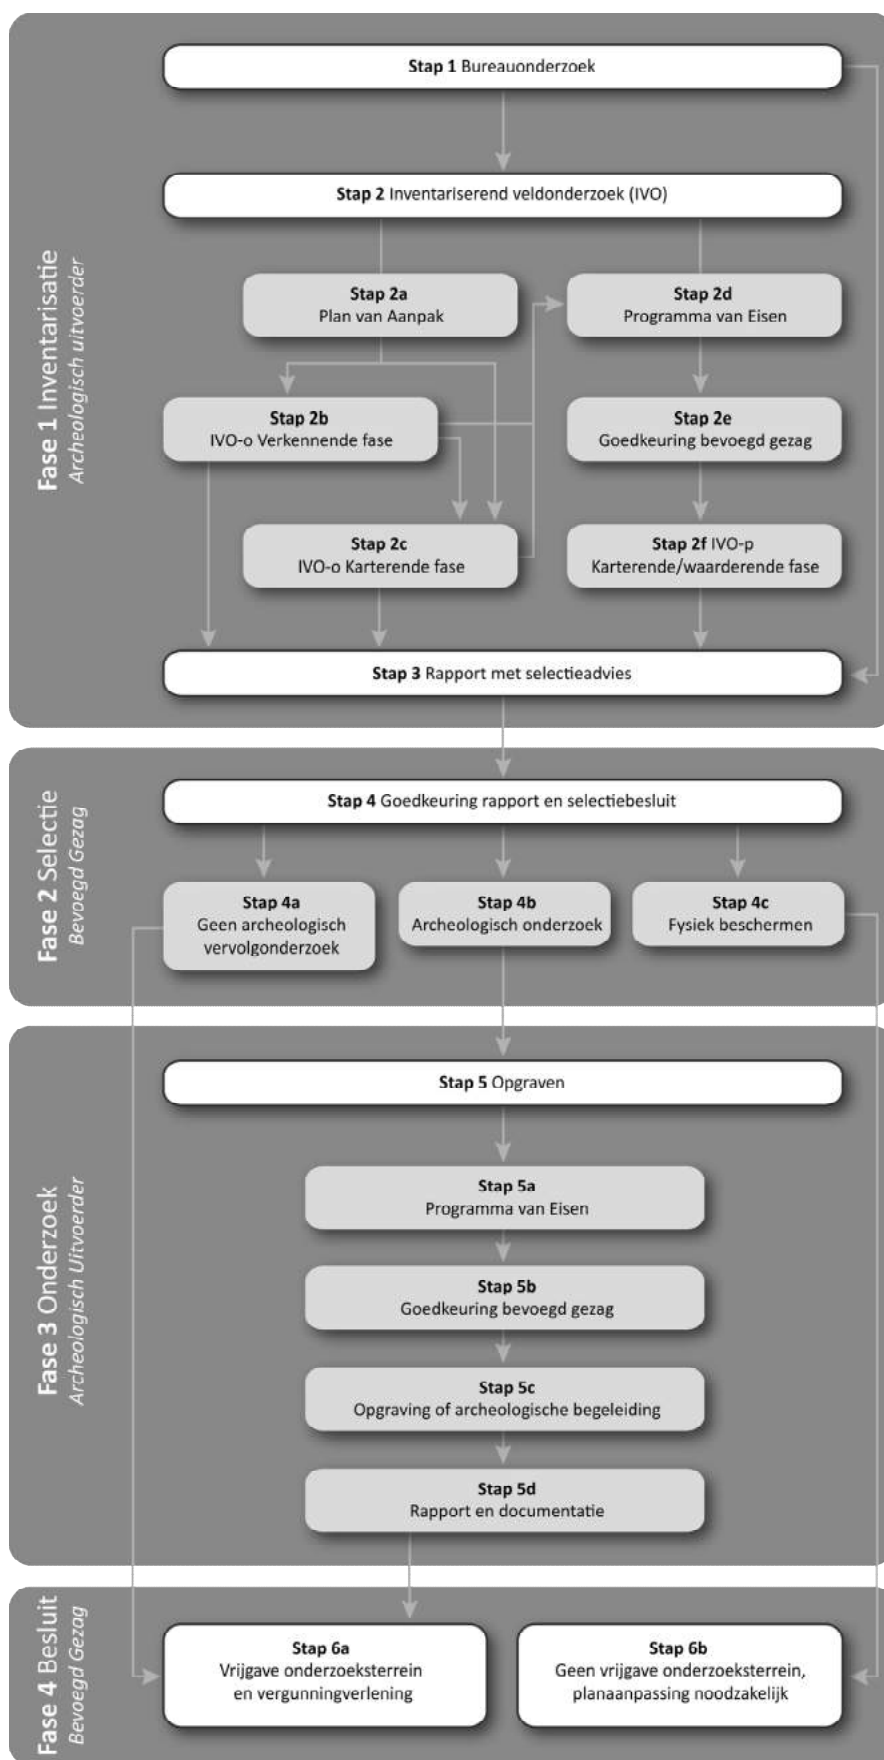 Fase 1 Inventarisatie
Archeologisch uitvoerder
Stap 1 Bureauonderzoek
Stap 2 Inventariserend veldonderzoek (IVO)
Stap 2a
Plan van Aanpak
Stap 2d
Programma van Eisen
Stap 2b
IVO-o Verkennende fase
Stap 2e
Goedkeuring bevoegd gezag
Stap 2c
IVO-o Karterende fase
Stap 2f IVO-p
Karterende/waarderende fase
Stap 3 Rapport met selectieadvies
Fase 2 Selectie
Bevoegd Gezag
Stap 4 Goedkeuring rapport en selectiebesluit
Stap 4a
Geen archeologisch
vervolgonderzoek
Stap 4b
Archeologisch onderzoek
Stap 4c
Fysiek beschermen
Fase 3 Onderzoek
Archeologisch Uitvoerder
Stap 5 Opgraven
Stap 5a
Programma van Eisen
Stap 5b
Goedkeuring bevoegd gezag
Stap 5c
Opgraving of archeologische begeleiding
Stap 5d
Rapport en documentatie
Fase 4 Besluit
Bevoegd Gezag
Stap 6a
Vrijgave onderzoeksterrein
en vergunningverlening
Stap 6b
Geen vrijgave onderzoeksterrein,
planaanpassing noodzakelijk